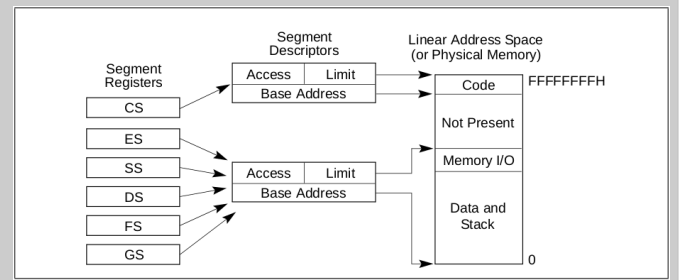 Segment
Registers
CS
ES
SS
DS
FS
GS
Segment
Descriptors
Access Limit
Base Address
Access Limit
Base Address
Linear Address Space
(or Physical Memory)
Code
FFFFFFFFH
Not Present
Memory I/O
Data and
Stack
0